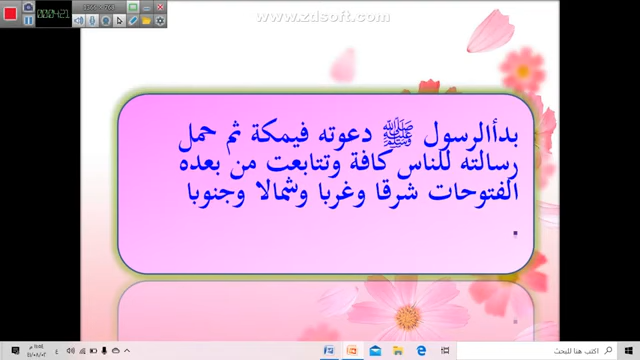 www.zdsoft.com
بدأالرسول ﷺ دعوته فيمكة ثم حمل
رسالته للناس كافة وتتابعت من بعده
الفتوحات شرقا وغربا وشمالا وجنوبا
.
اكتب هنا للبحث